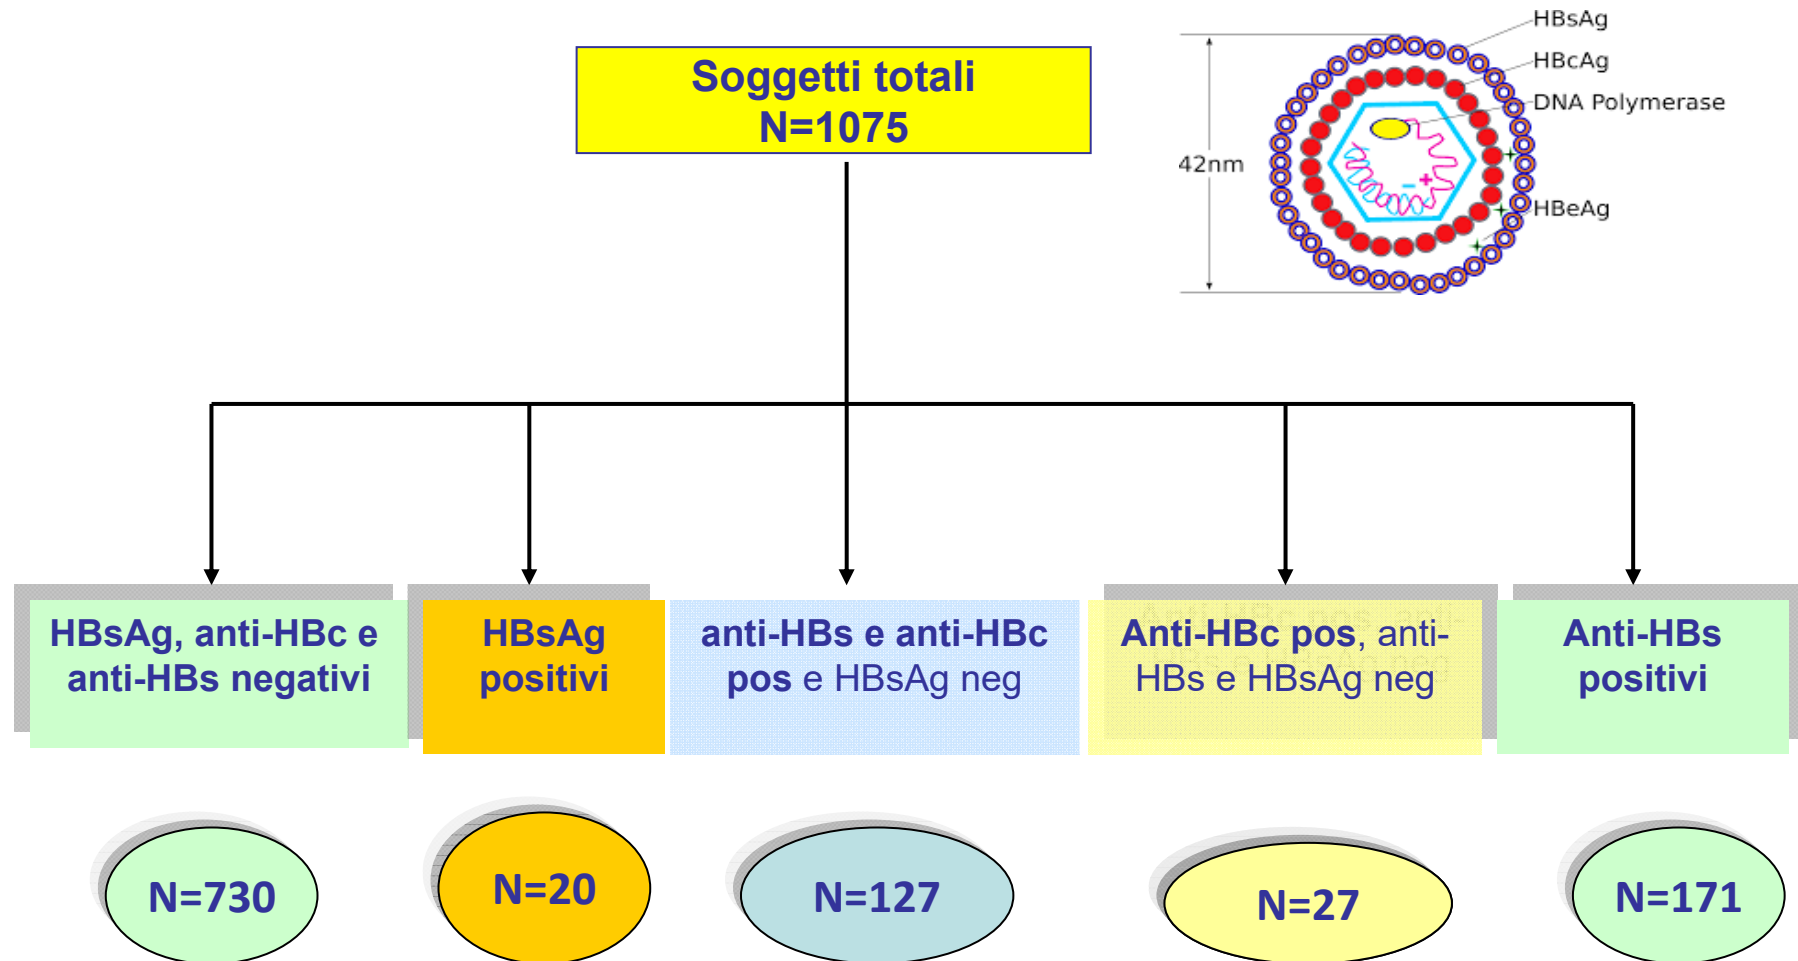 Soggetti totali
N=1075
HBsAg
HBcAg
DNA Polymerase
42nm
− +
HBeAg
HBsAg, anti-HBc e
anti-HBs negativi
HBsAg
positivi
anti-HBs e anti-HBc
pos e HBsAg neg
Anti-HBc pos, anti-
HBs e HBsAg neg
Anti-HBs
positivi
N=730
N=20
N=127
N=27
N=171